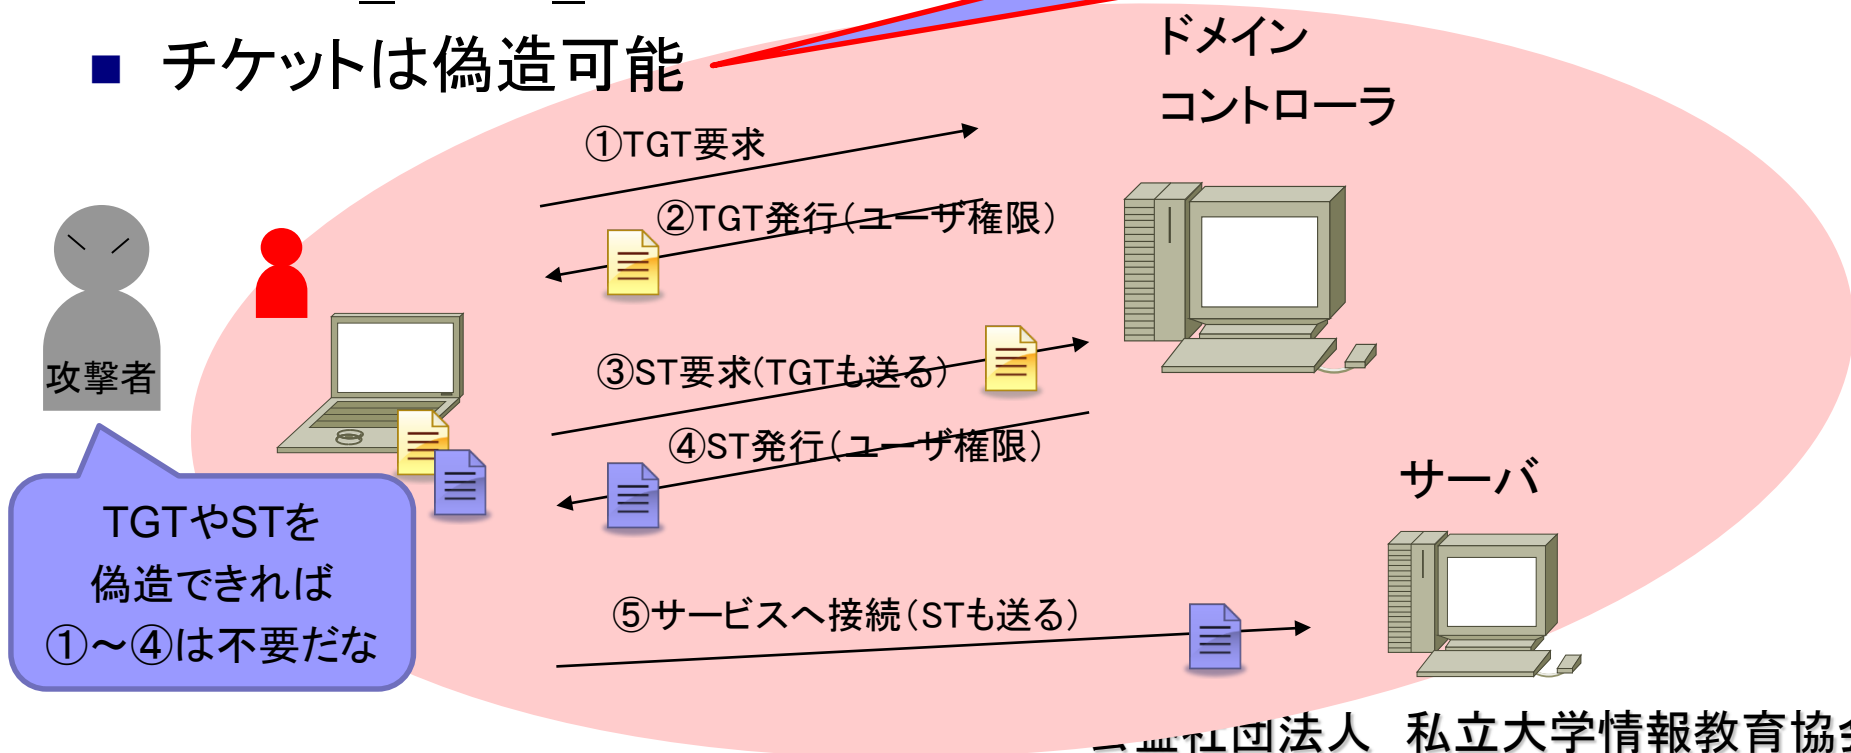 ■ チケットは偽造可能
ドメイン
コントローラ
①TGT要求
②TGT発行(ユーザ権限)
攻撃者
③ST要求(TGTも送る)
④ST発行(ユーザ権限)
サーバ
TGTやSTを
偽造できれば
①～④は不要だな
⑤サービスへ接続(STも送る)
社団法人 私立大学情報教育協会